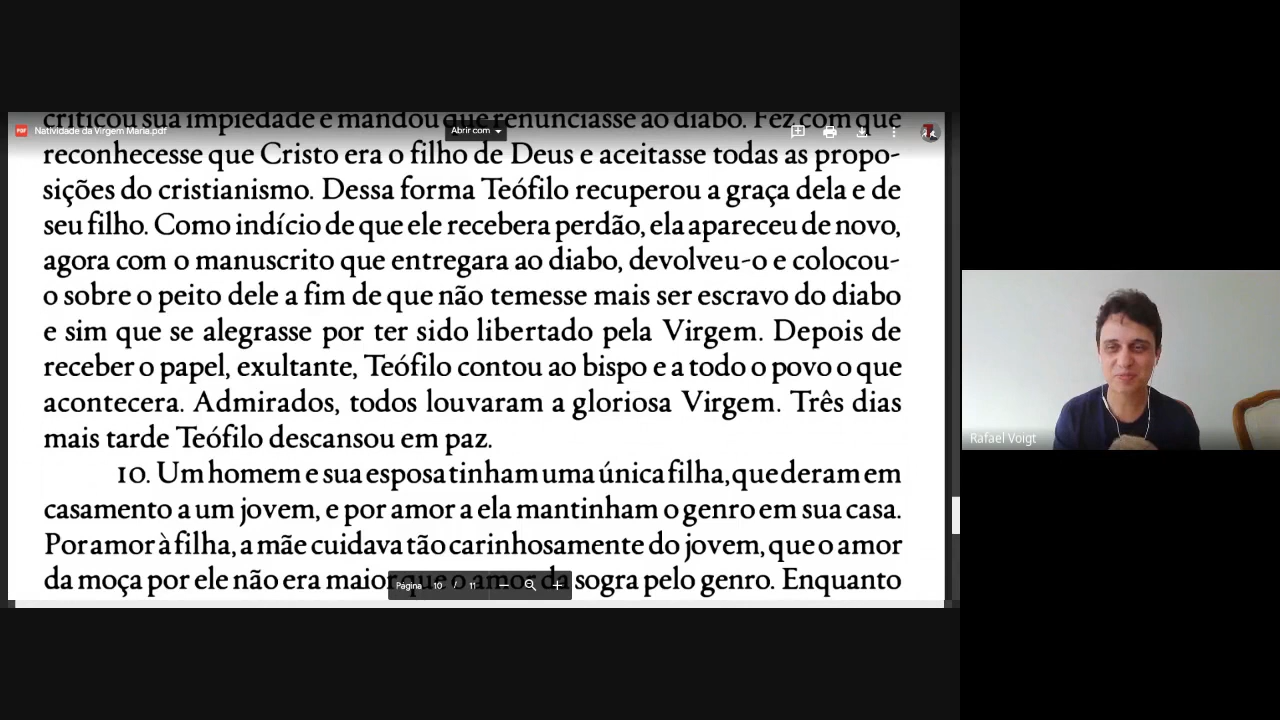 criticou sua impiedade e mandou que renunciasse ao diabo. Fez com que
Natividade da Virgem Maria.pdf
Abrir com
reconhecesse que Cristo era o filho de Deus e aceitasse todas as propo-
sições do cristianismo. Dessa forma Teófilo recuperou a graça dela e de
seu filho. Como indício de que ele recebera perdão, ela apareceu de novo,
agora com o manuscrito que entregara ao diabo, devolveu-o e colocou-
o sobre o peito dele a fim de que não temesse mais ser escravo do diabo
e sim que se alegrasse por ter sido libertado pela Virgem. Depois de
receber o papel, exultante, Teófilo contou ao bispo e a todo o povo o que
acontecera. Admirados, todos louvaram a gloriosa Virgem. Três dias
mais tarde Teófilo descansou em paz.
10. Um homem e sua esposa tinham uma única filha, que deram em
casamento a um jovem, e por amor a ela mantinham o genro em sua casa.
Por amor à filha, a mãe cuidava tão carinhosamente do jovem, que o amor
da moça por ele não era maior que o amor da sogra pelo genro. Enquanto
Página 10 / 11
Rafael Voigt